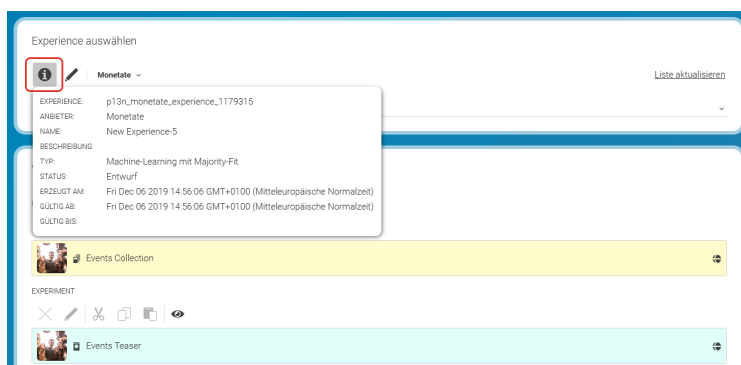 Experience auswählen
Monetate
Liste aktualisieren
EXPERIENCE: p13n_monetate_experience_1179315
ANBIETER: Monetate
NAME: New Experience-5
BESCHREIBUNG:
TYP: Machine-Learning mit Majority-Fit
STATUS: Entwurf
ERZEUGT AM: Fri Dec 06 2019 14:56:06 GMT+0100 (Mitteleuropäische Normalzeit)
GÜLTIG AB: Fri Dec 06 2019 14:56:06 GMT+0100 (Mitteleuropäische Normalzeit)
GÜLTIG BIS:
Events Collection
EXPERIMENT
Events Teaser